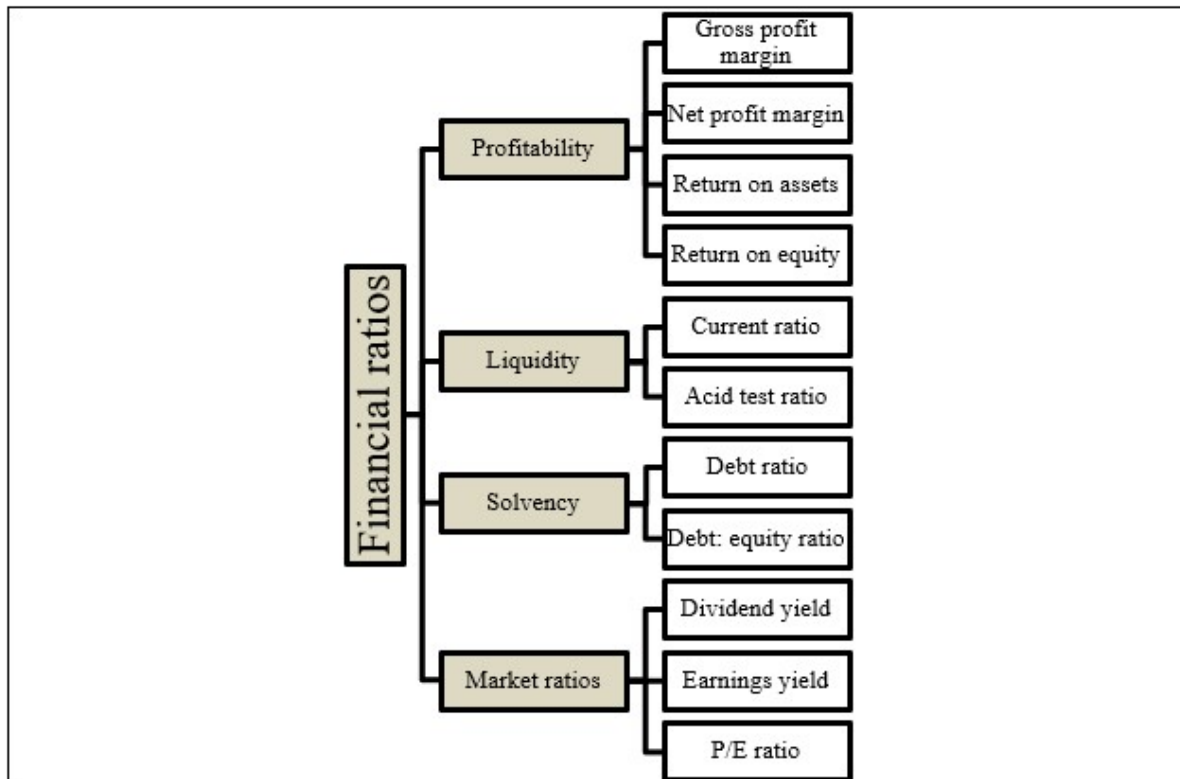 Financial ratios
Profitability
Gross profit
margin
Net profit margin
Return on assets
Return on equity
Liquidity
Current ratio
Acid test ratio
Solvency
Debt ratio
Debt: equity ratio
Market ratios
Dividend yield
Earnings yield
P/E ratio